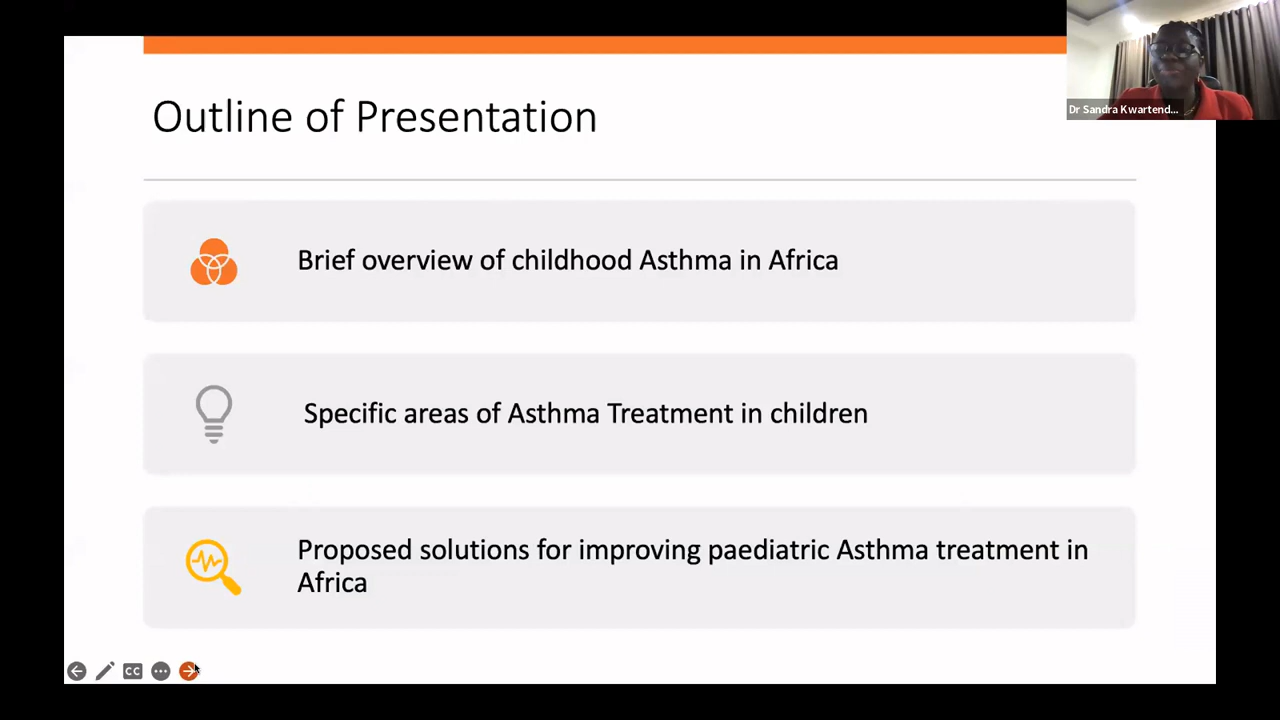 Outline of Presentation
Dr Sandra Kwartend...
Brief overview of childhood Asthma in Africa
Specific areas of Asthma Treatment in children
Proposed solutions for improving paediatric Asthma treatment in
Africa
CC